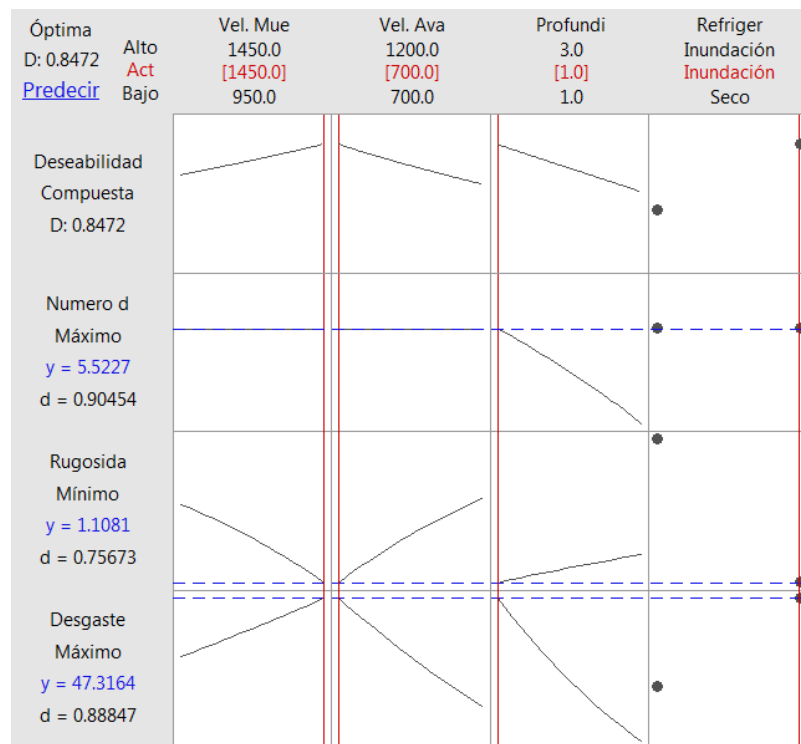 Óptima
D: 0.8472
Predecir
Alto
Act
Bajo
Vel. Mue
1450.0
[1450.0]
950.0
Vel. Ava
1200.0
[700.0]
700.0
Profundi
3.0
[1.0]
1.0
Refriger
Inundación
Inundación
Seco
Deseabilidad
Compuesta
D: 0.8472
Numero d
Máximo
y = 5.5227
d = 0.90454
Rugosida
Mínimo
y = 1.1081
d = 0.75673
Desgaste
Máximo
y = 47.3164
d = 0.88847